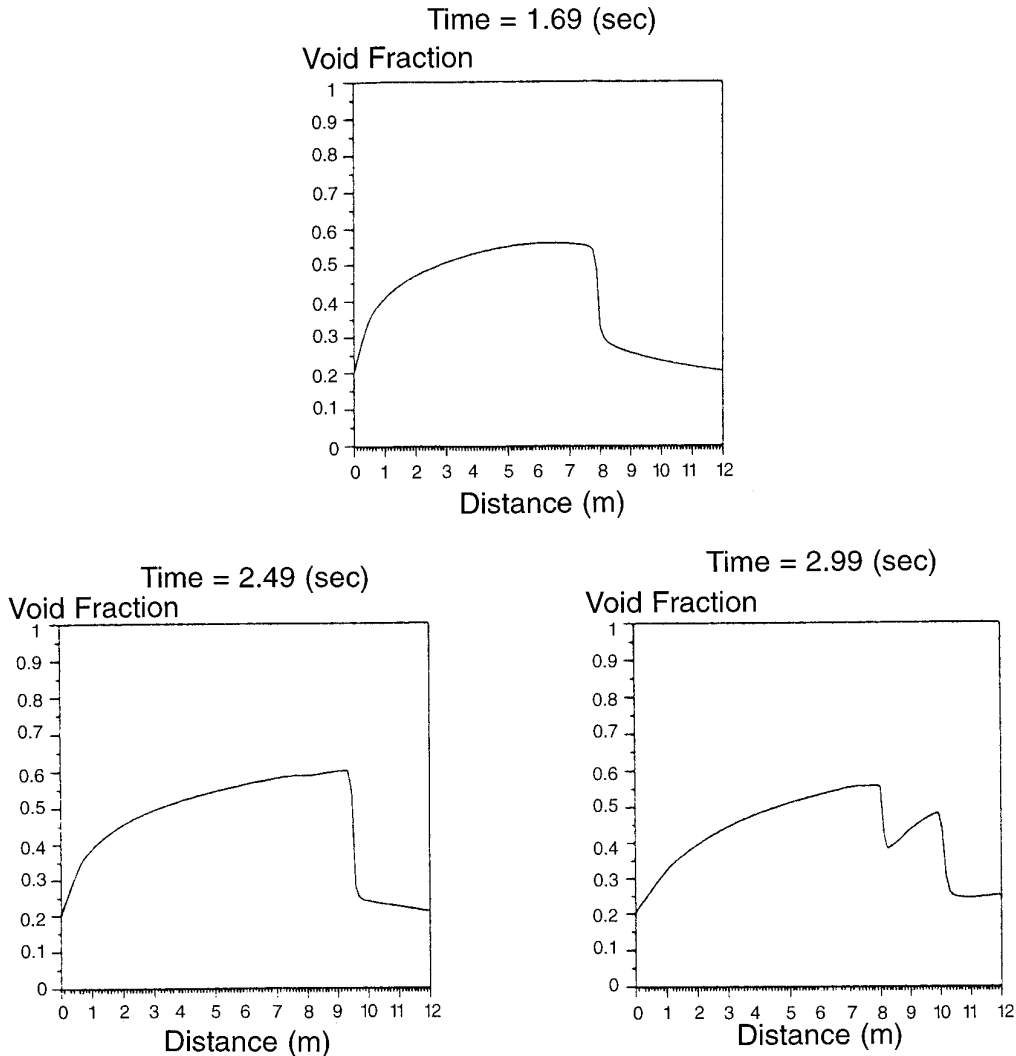 Time = 1.69 (sec)
Void Fraction
1
0.9
0.8
0.7
0.6
0.5
0.4
0.3
0.2
0.1
0
0 1 2 3 4 5 6 7 8 9 10 11 12
Distance (m)
Time = 2.49 (sec)
Void Fraction
1
0.9
0.8
0.7
0.6
0.5
0.4
0.3
0.2
0.1
0
0 1 2 3 4 5 6 7 8 9 10 11 12
Distance (m)
Time = 2.99 (sec)
Void Fraction
1
0.9
0.8
0.7
0.6
0.5
0.4
0.3
0.2
0.1
0
0 1 2 3 4 5 6 7 8 9 10 11 12
Distance (m)